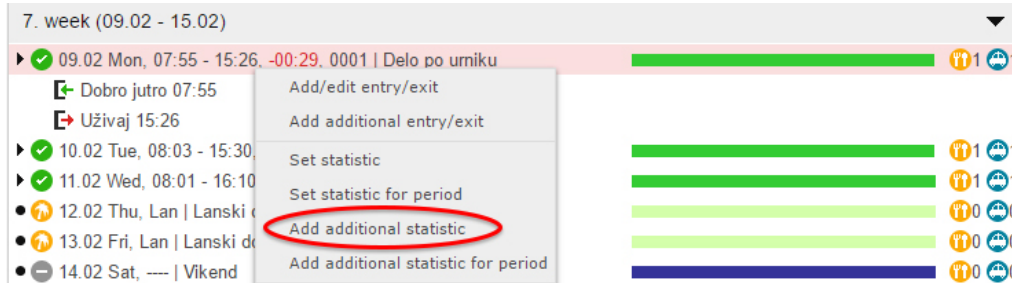 7. week (09.02 - 15.02)
09.02 Mon, 07:55 - 15:26, -00:29, 0001 | Delo po urniku 1
Dobro jutro 07:55
Uživaj 15:26
Add/edit entry/exit
Add additional entry/exit
Set statistic
Set statistic for period
Add additional statistic
Add additional statistic for period
10.02 Tue, 08:03 - 15:30, 1
11.02 Wed, 08:01 - 16:10 1
12.02 Thu, Lan | Lanski 0
13.02 Fri, Lan | Lanski 0
14.02 Sat, ---- | Vikend 0